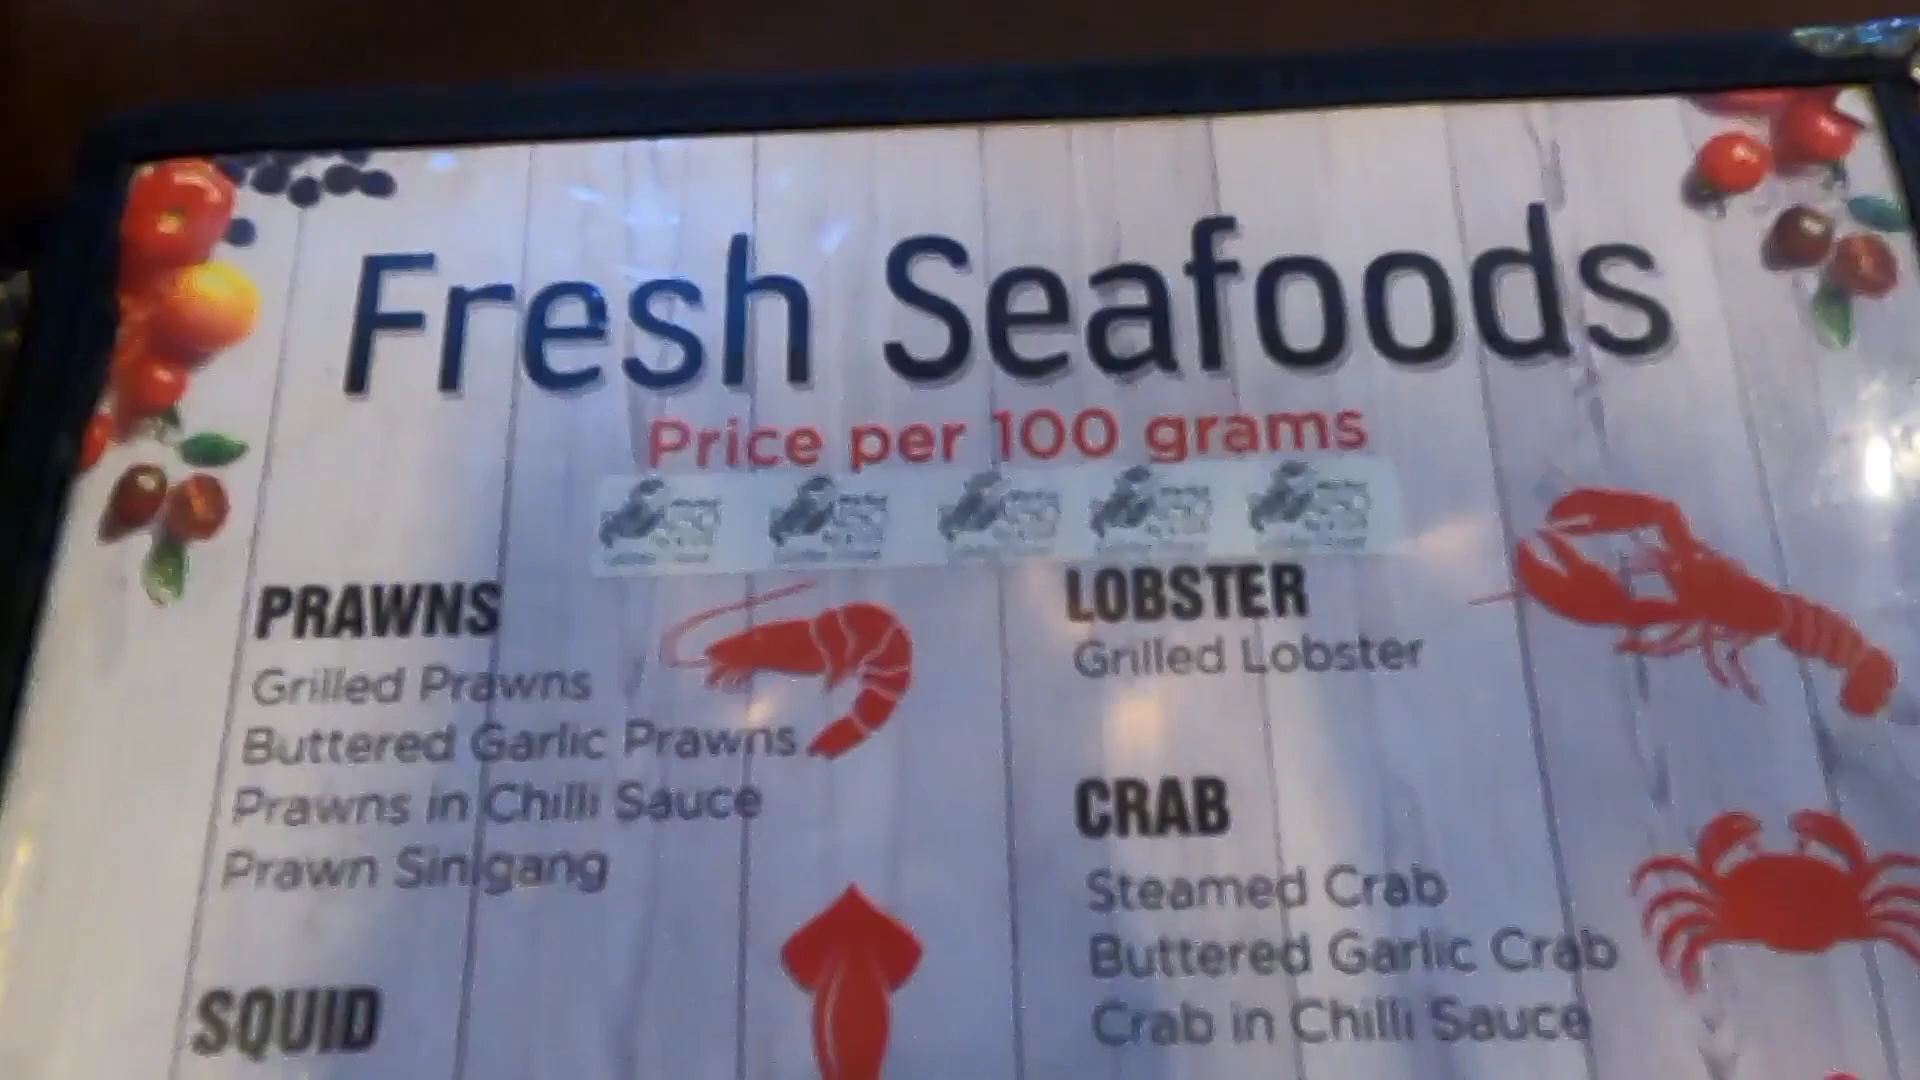 Fresh Seafoods
Price per 100 grams
PRAWNS
Grilled Prawns
Buttered Garlic Prawns
Prawns in Chilli Sauce
Prawn Sinigang
SQUID
LOBSTER
Grilled Lobster
CRAB
Steamed Crab
Buttered Garlic Crab
Crab in Chilli Sauce